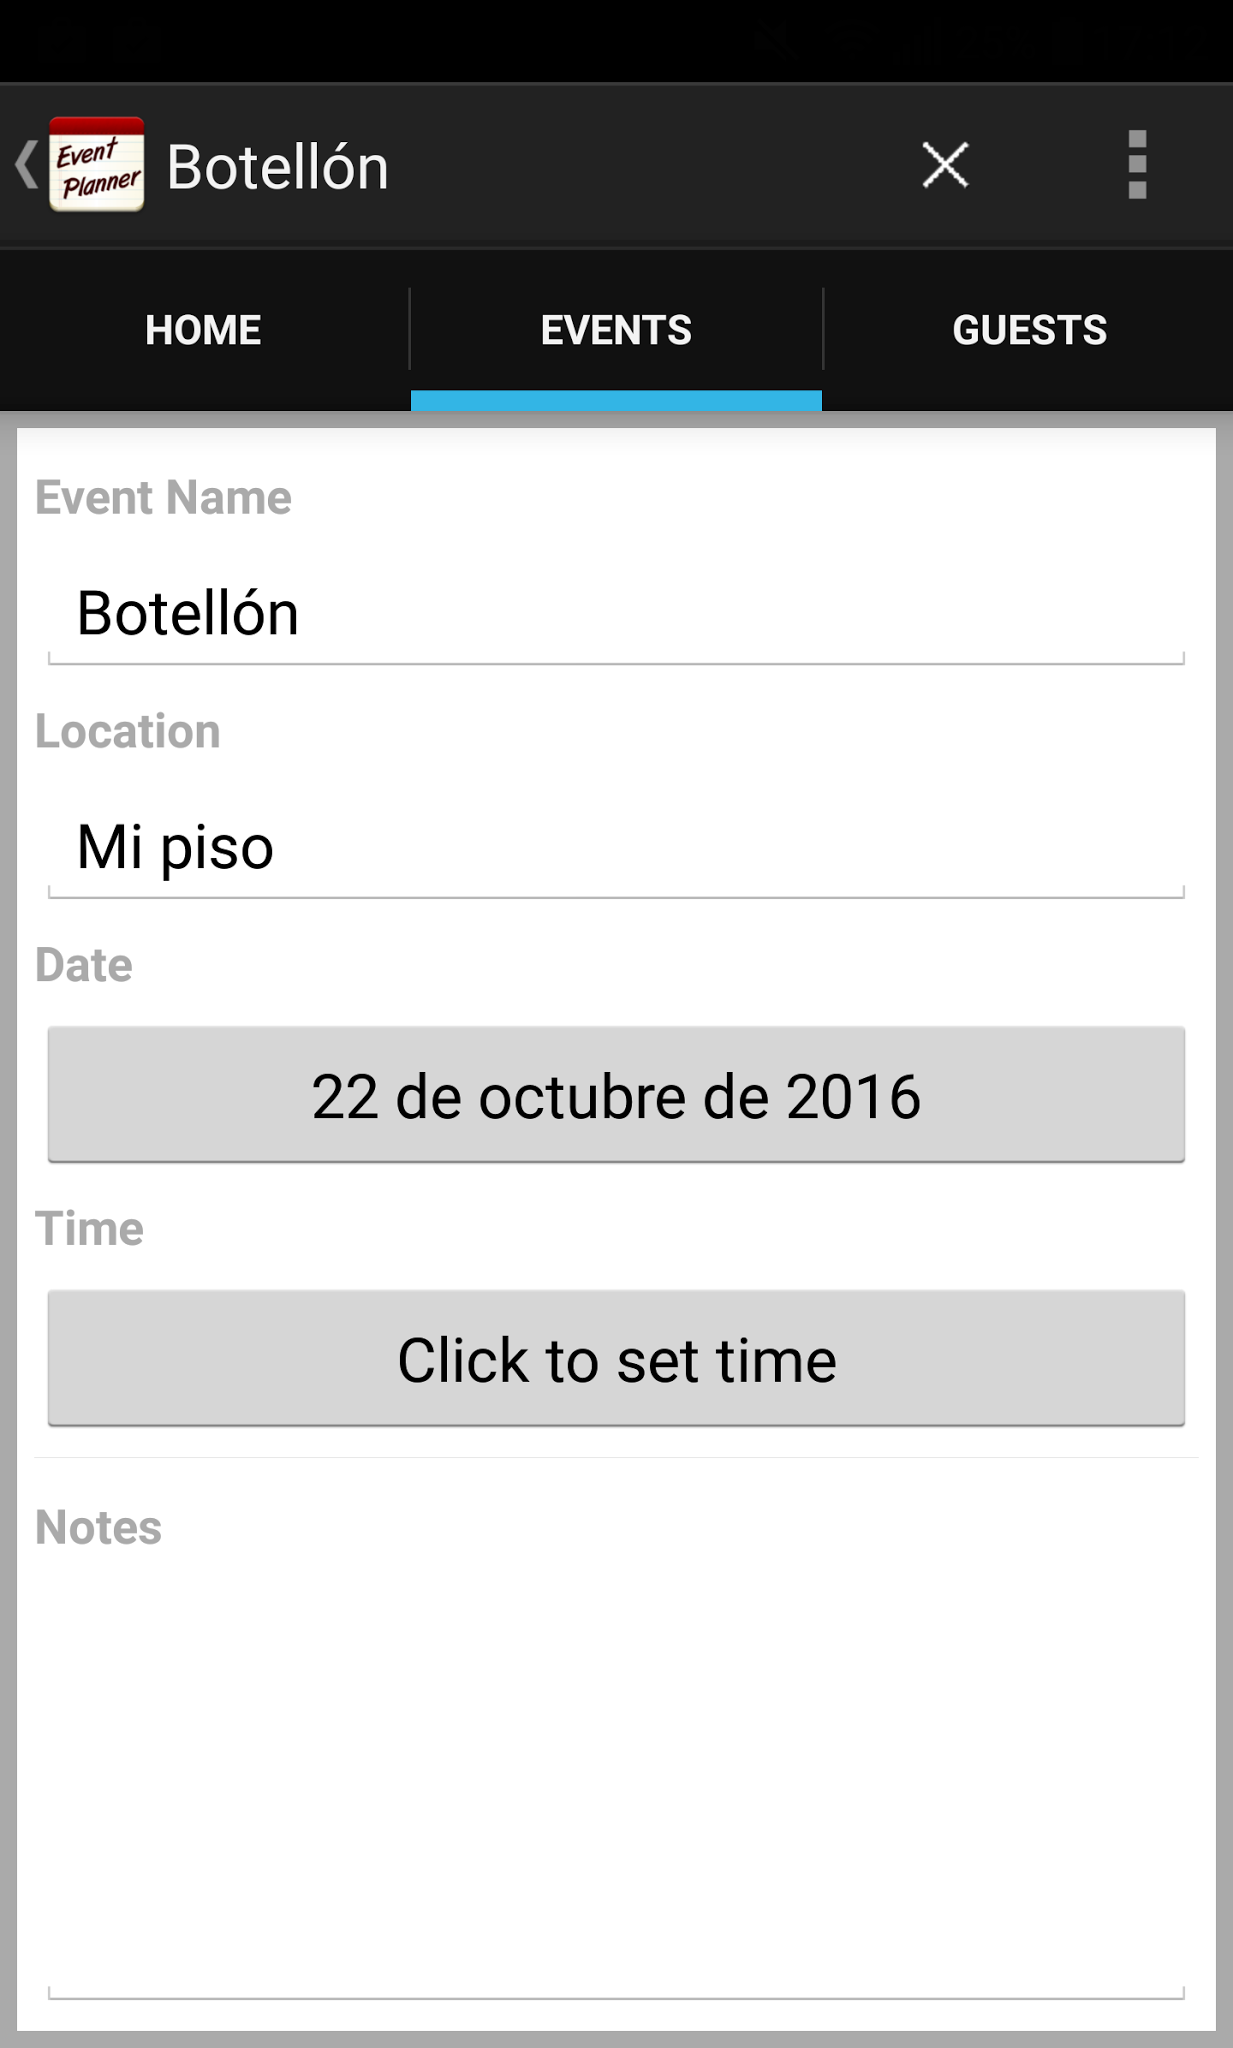 Event
Planner
Botellón
HOME
EVENTS
GUESTS
Event Name
Botellón
Location
Mi piso
Date
22 de octubre de 2016
Time
Click to set time
Notes